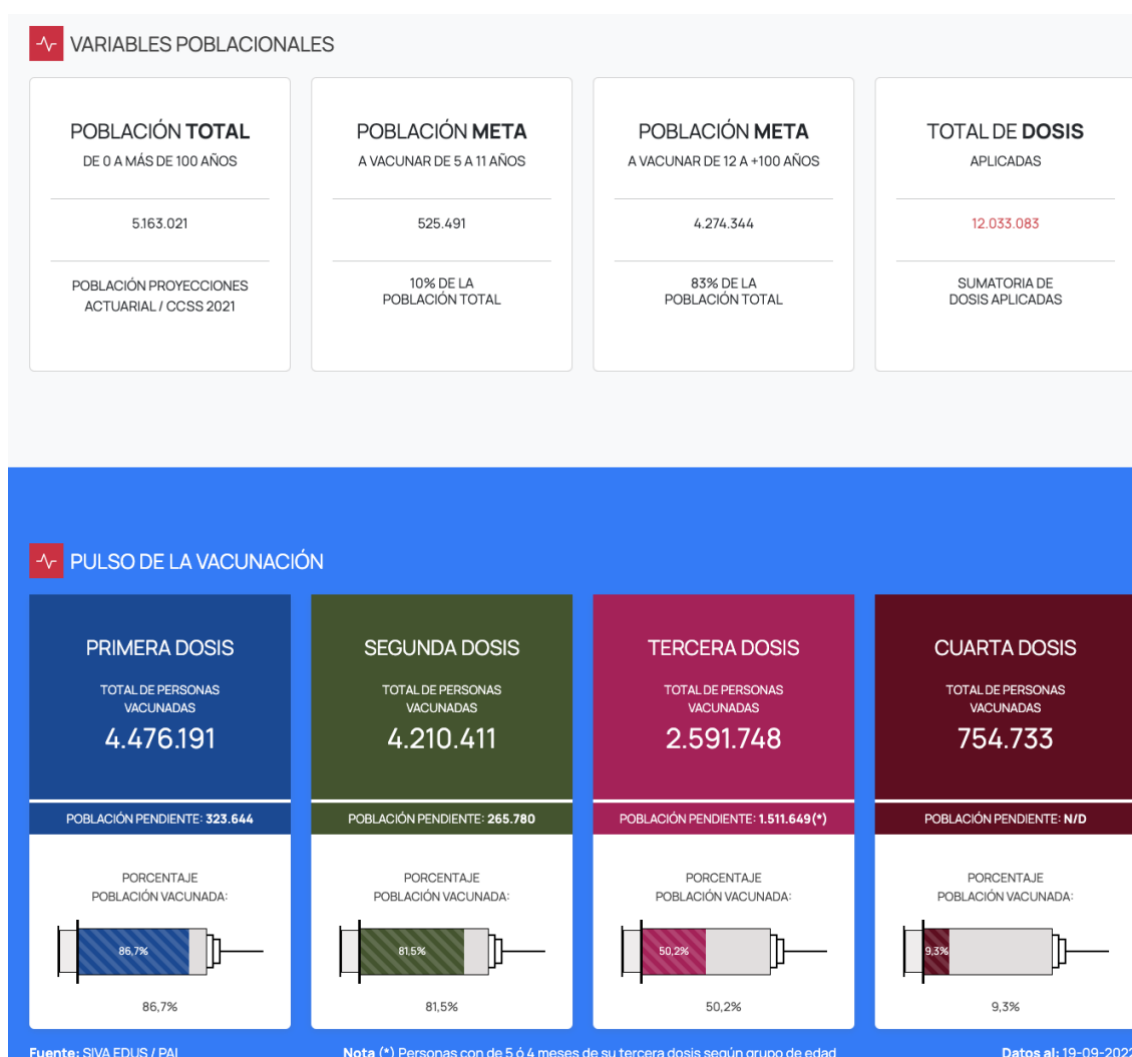 VARIABLES POBLACIONALES
POBLACIÓN TOTAL
DE 0 A MÁS DE 100 AÑOS
5.163.021
POBLACIÓN PROYECCIONES
ACTUARIAL / CCSS 2021
POBLACIÓN META
A VACUNAR DE 5 A 11 AÑOS
525.491
10% DE LA
POBLACIÓN TOTAL
POBLACIÓN META
A VACUNAR DE 12 A +100 AÑOS
4.274.344
83% DE LA
POBLACIÓN TOTAL
TOTAL DE DOSIS
APLICADAS
12.033.083
SUMATORIA DE
DOSIS APLICADAS
PULSO DE LA VACUNACIÓN
PRIMERA DOSIS
TOTAL DE PERSONAS
VACUNADAS
4.476.191
POBLACIÓN PENDIENTE: 323.644
PORCENTAJE
POBLACIÓN VACUNADA:
86,7%
86,7%
SEGUNDA DOSIS
TOTAL DE PERSONAS
VACUNADAS
4.210.411
POBLACIÓN PENDIENTE: 265.780
PORCENTAJE
POBLACIÓN VACUNADA:
81,5%
81,5%
TERCERA DOSIS
TOTAL DE PERSONAS
VACUNADAS
2.591.748
POBLACIÓN PENDIENTE: 1.511.649(*)
PORCENTAJE
POBLACIÓN VACUNADA:
50,2%
50,2%
CUARTA DOSIS
TOTAL DE PERSONAS
VACUNADAS
754.733
POBLACIÓN PENDIENTE: N/D
PORCENTAJE
POBLACIÓN VACUNADA:
9,3%
9,3%
Fuente: SIVA EDUS / PAI
Nota (*) Personas con de 5 ó 4 meses de su tercera dosis según grupo de edad
Datos al: 19-09-2022